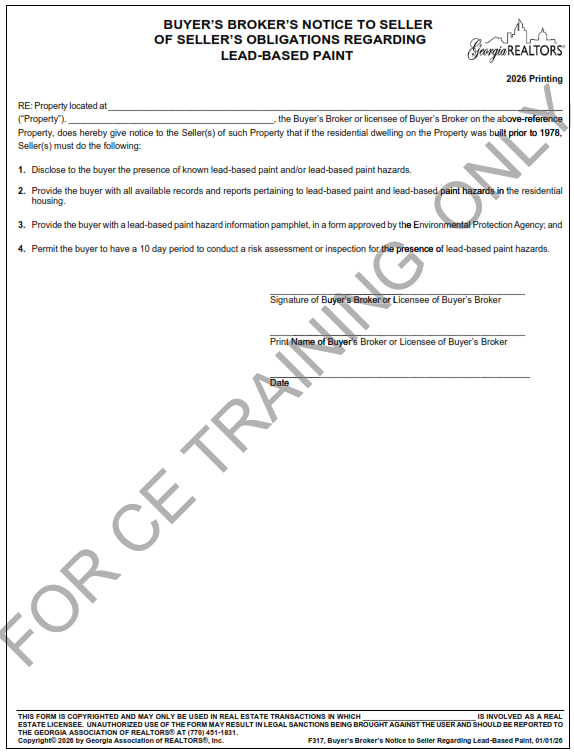 BUYER'S BROKER'S NOTICE TO SELLER
OF SELLER'S OBLIGATIONS REGARDING
LEAD-BASED PAINT
Georgia REALTORS®
2026 Printing
RE: Property located at ______________________________
("Property"). ______________________________, the Buyer's Broker or licensee of Buyer's Broker on the above-reference
Property, does hereby give notice to the Seller(s) of such Property that if the residential dwelling on the Property was built prior to 1978,
Seller(s) must do the following:
1. Disclose to the buyer the presence of known lead-based paint and/or lead-based paint hazards.
2. Provide the buyer with all available records and reports pertaining to lead-based paint and lead-based paint hazards in the residential
housing.
3. Provide the buyer with a lead-based paint hazard information pamphlet, in a form approved by the Environmental Protection Agency; and
4. Permit the buyer to have a 10 day period to conduct a risk assessment or inspection for the presence of lead-based paint hazards.
______________________________
Signature of Buyer's Broker or Licensee of Buyer's Broker
______________________________
Print Name of Buyer's Broker or Licensee of Buyer's Broker
______________________________
Date
FOR CE TRAINING ONLY
THIS FORM IS COPYRIGHTED AND MAY ONLY BE USED IN REAL ESTATE TRANSACTIONS IN WHICH ____________________ IS INVOLVED AS A REAL
ESTATE LICENSEE. UNAUTHORIZED USE OF THE FORM MAY RESULT IN LEGAL SANCTIONS BEING BROUGHT AGAINST THE USER AND SHOULD BE REPORTED TO
THE GEORGIA ASSOCIATION OF REALTORS® AT (770) 451-1831.
Copyright© 2026 by Georgia Association of REALTORS®, Inc. F317, Buyer's Broker's Notice to Seller Regarding Lead-Based Paint, 01/01/26